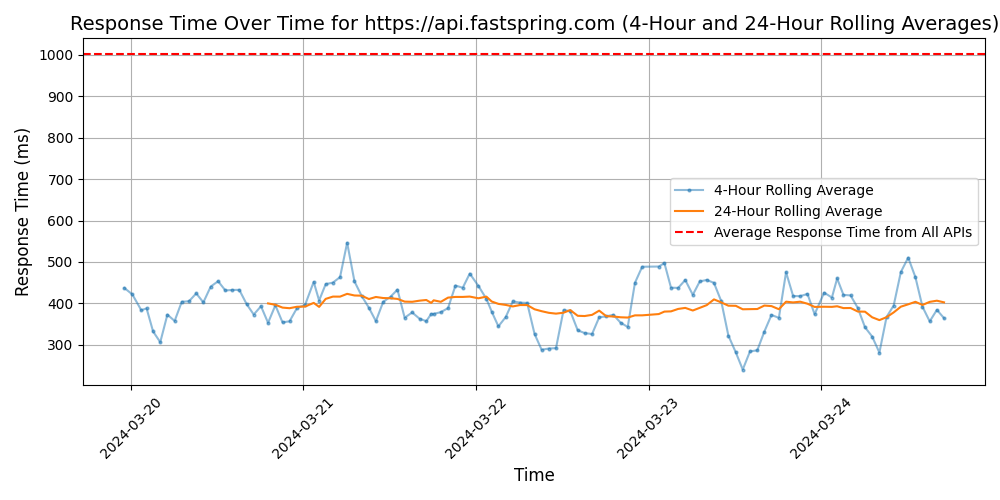 Response Time Over Time for https://api.fastspring.com (4-Hour and 24-Hour Rolling Averages)
Response Time (ms)
1000
900
800
700
600
500
400
300
4-Hour Rolling Average
24-Hour Rolling Average
Average Response Time from All APIs
2024-03-20
2024-03-21
2024-03-22
2024-03-23
2024-03-24
Time